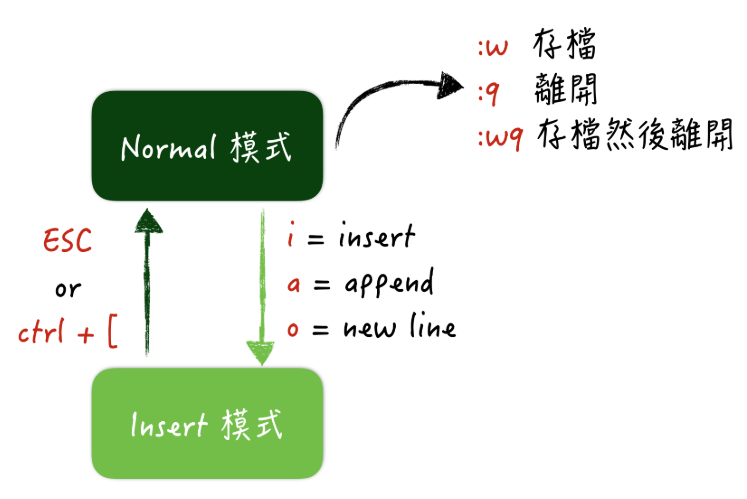 :w 存檔
:q 離開
:wq 存檔然後離開
Normal 模式
ESC
or
ctrl + [
i = insert
a = append
o = new line
Insert 模式